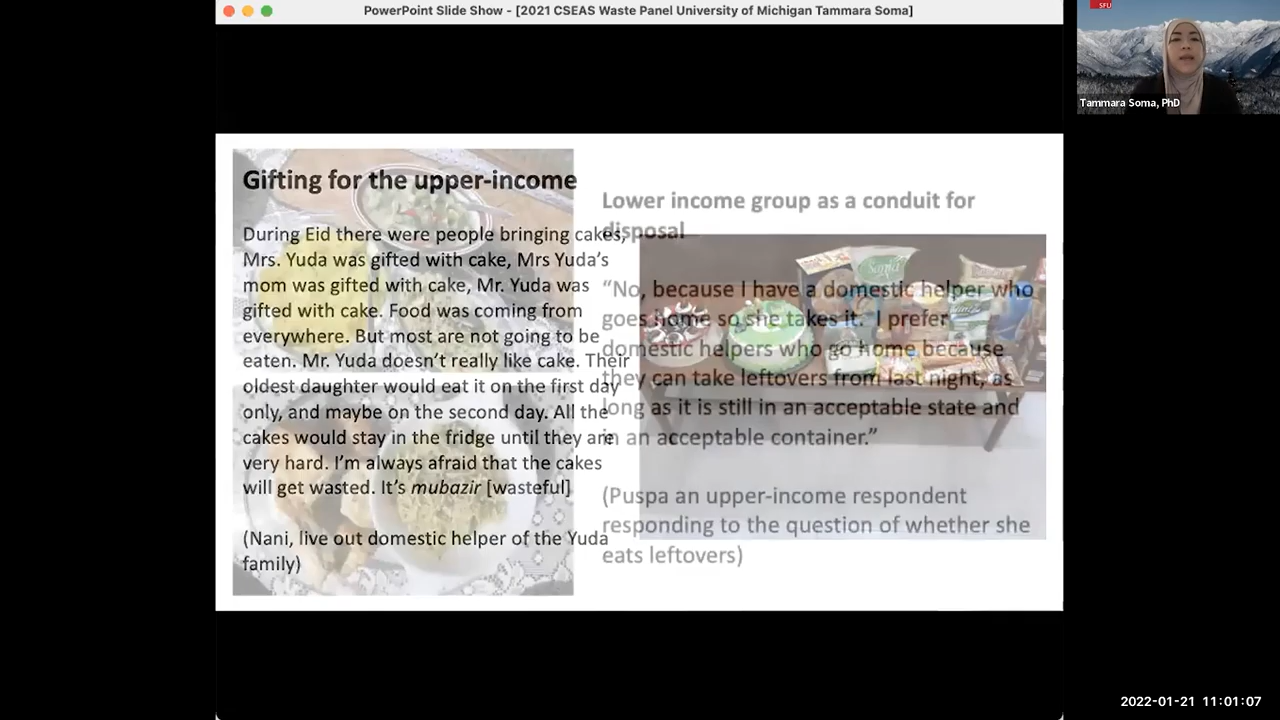 PowerPoint Slide Show - [2021 CSEAS Waste Panel University of Michigan Tammara Soma]
SFU
Tammara Soma, PhD
Gifting for the upper-income
During Eid there were people bringing cakes,
Mrs. Yuda was gifted with cake, Mrs Yuda’s
mom was gifted with cake, Mr. Yuda was
gifted with cake. Food was coming from
everywhere. But most are not going to be
eaten. Mr. Yuda doesn’t really like cake. Their
oldest daughter would eat it on the first day
only, and maybe on the second day. All the
cakes would stay in the fridge until they are
very hard. I’m always afraid that the cakes
will get wasted. It’s mubazir [wasteful]
(Nani, live out domestic helper of the Yuda
family)
Lower income group as a conduit for
disposal
“No, because I have a domestic helper who
goes home so she takes it. I prefer
domestic helpers who go home because
they can take leftovers from last night, as
long as it is still in an acceptable state and
in an acceptable container.”
(Puspa an upper-income respondent
responding to the question of whether she
eats leftovers)
Sania
2022-01-21 11:01:07